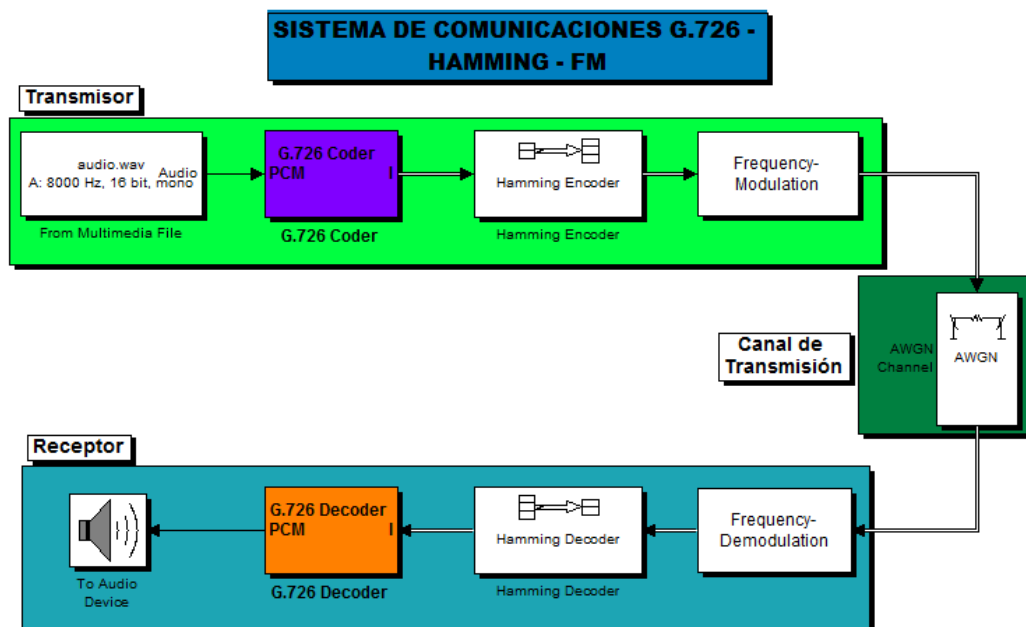 SISTEMA DE COMUNICACIONES G.726 -
HAMMING - FM
Transmisor
audio.wav
A: 8000 Hz, 16 bit, mono
Audio
From Multimedia File
G.726 Coder
PCM
I
G.726 Coder
Hamming Encoder
Hamming Encoder
Frequency-
Modulation
Canal de
Transmisión
AWGN
Channel
AWGN
Receptor
To Audio
Device
G.726 Decoder
PCM
I
G.726 Decoder
Hamming Decoder
Hamming Decoder
Frequency-
Demodulation